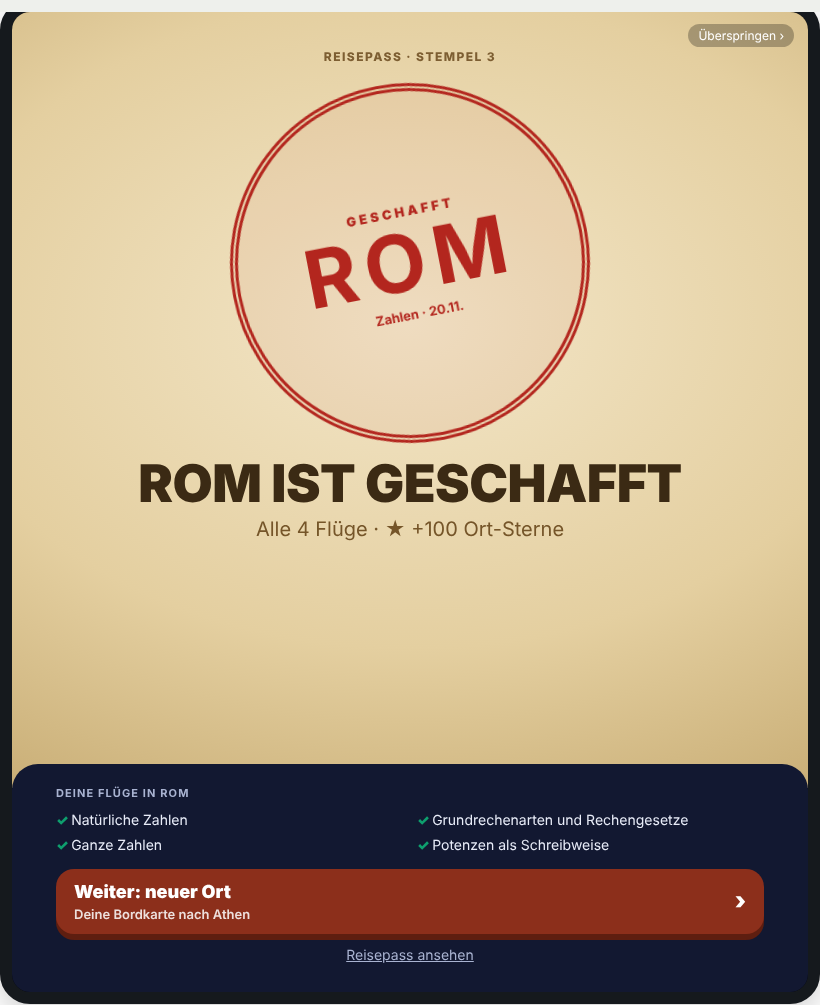 Überspringen ›
REISEPASS · STEMPEL 3
GESCHAFFT
ROM
Zahlen · 20.11.
ROM IST GESCHAFFT
Alle 4 Flüge · ★ +100 Ort-Sterne
DEINE FLÜGE IN ROM
✓ Natürliche Zahlen
✓ Grundrechenarten und Rechengesetze
✓ Ganze Zahlen
✓ Potenzen als Schreibweise
Weiter: neuer Ort
Deine Bordkarte nach Athen
›
Reisepass ansehen